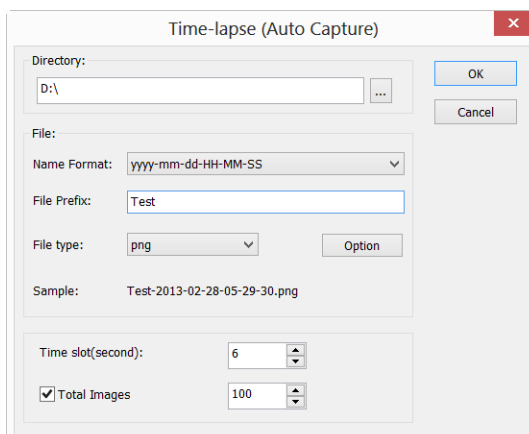 Time-lapse (Auto Capture)
Directory:
D:\
...
OK
Cancel
File:
Name Format: yyyy-mm-dd-HH-MM-SS
File Prefix: Test
File type: png Option
Sample: Test-2013-02-28-05-29-30.png
Time slot(second): 6
Total Images 100